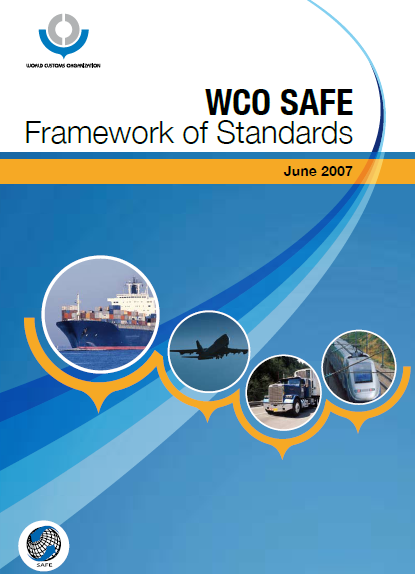 WORLD CUSTOMS ORGANIZATION
WCO SAFE
Framework of Standards
June 2007
SAFE